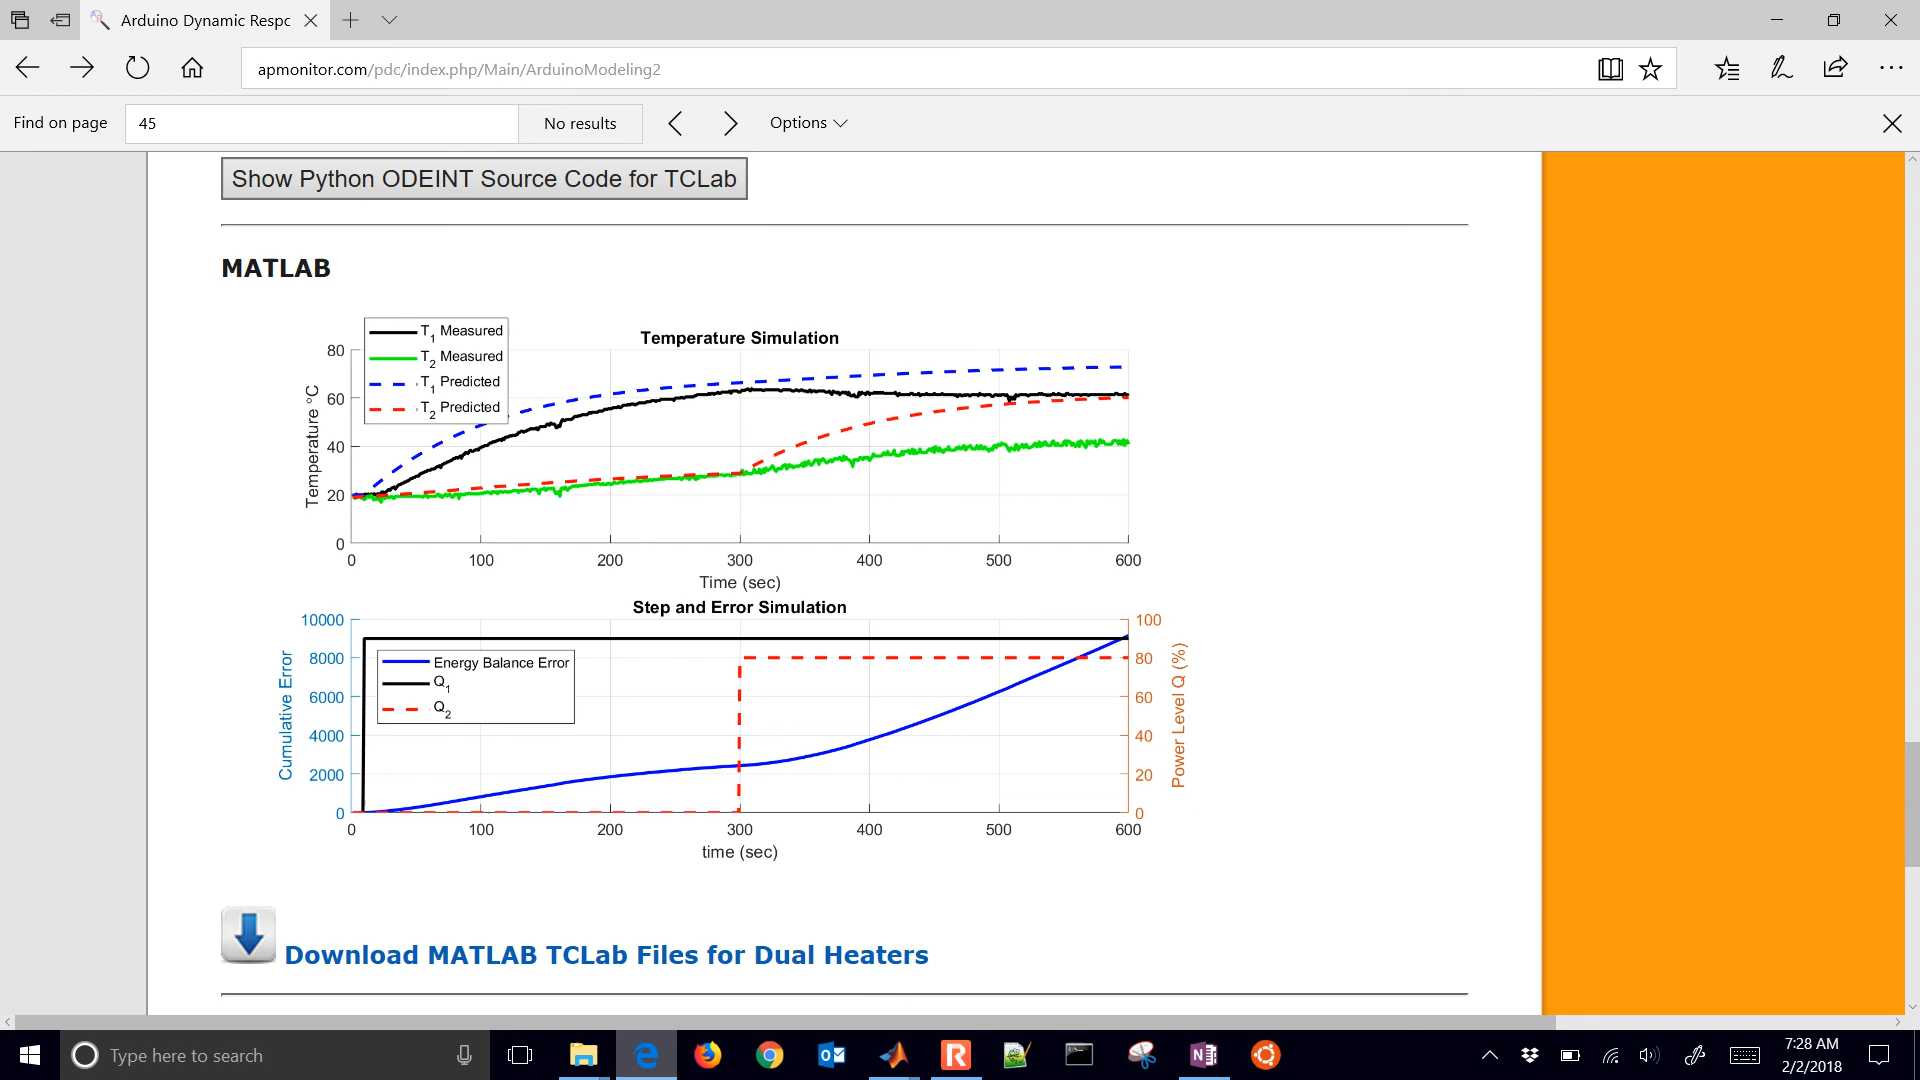 Arduino Dynamic Respc
apmonitor.com/pdc/index.php/Main/ArduinoModeling2
Find on page
45
No results
Options
Show Python ODEINT Source Code for TCLab
MATLAB
Temperature Simulation
T1 Measured
T2 Measured
T1 Predicted
T2 Predicted
Temperature °C
80
60
40
20
0
0 100 200 300 400 500 600
Time (sec)
Step and Error Simulation
Energy Balance Error
Q1
Q2
Cumulative Error
10000
8000
6000
4000
2000
0
100
80
60
40
20
0
Power Level Q (%)
0 100 200 300 400 500 600
time (sec)
Download MATLAB TCLab Files for Dual Heaters
Type here to search
7:28 AM
2/2/2018